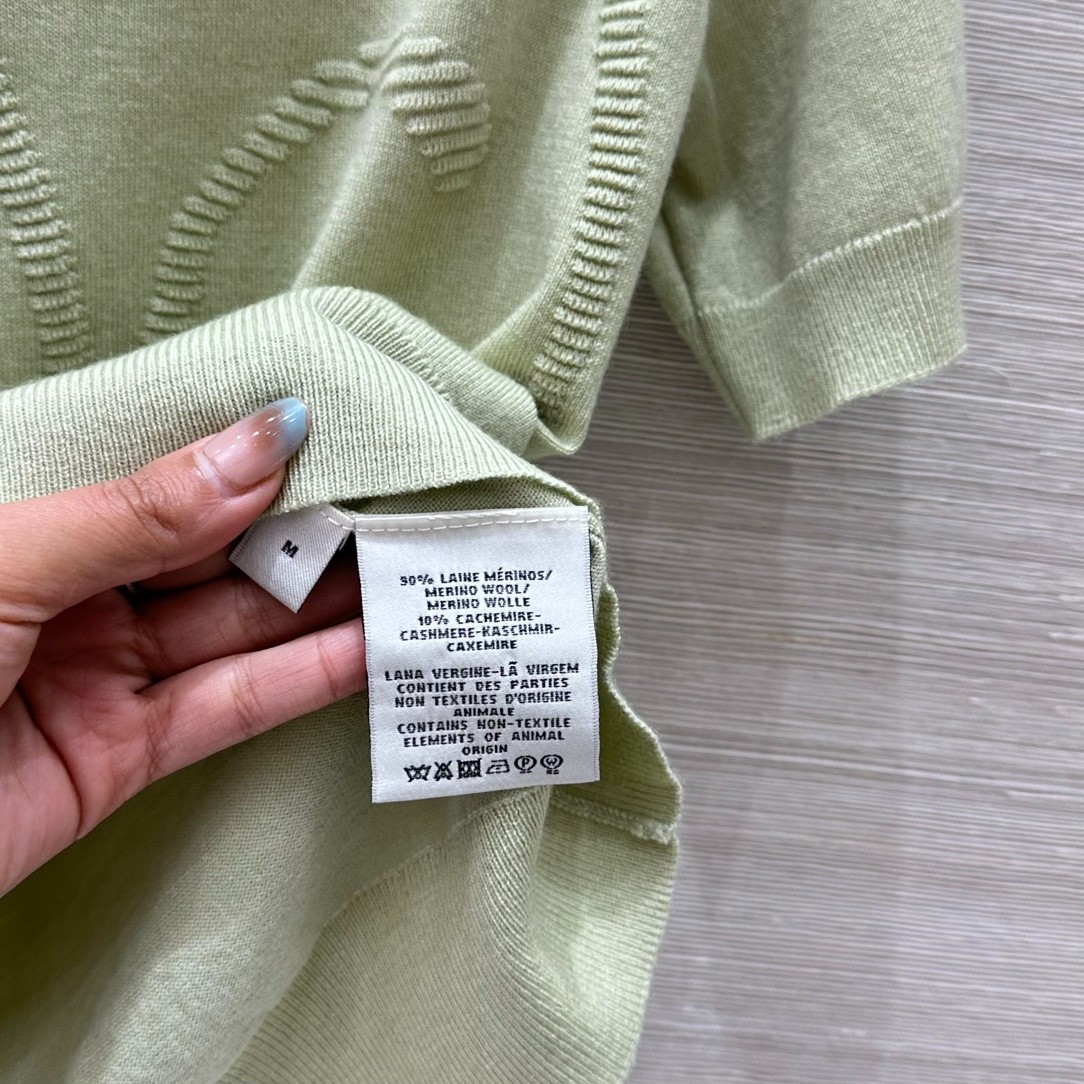 M
90% LAINE MÉRINOS/
MERINO WOOL/
MERINO WOLLE
10% CACHEMIRE-
CASHMERE-KASCHMIR-
CAXEMIRE
LANA VERGINE-LÃ VIRGEM
CONTIENT DES PARTIES
NON TEXTILES D'ORIGINE
ANIMALE
CONTAINS NON-TEXTILE
ELEMENTS OF ANIMAL
ORIGIN
P W